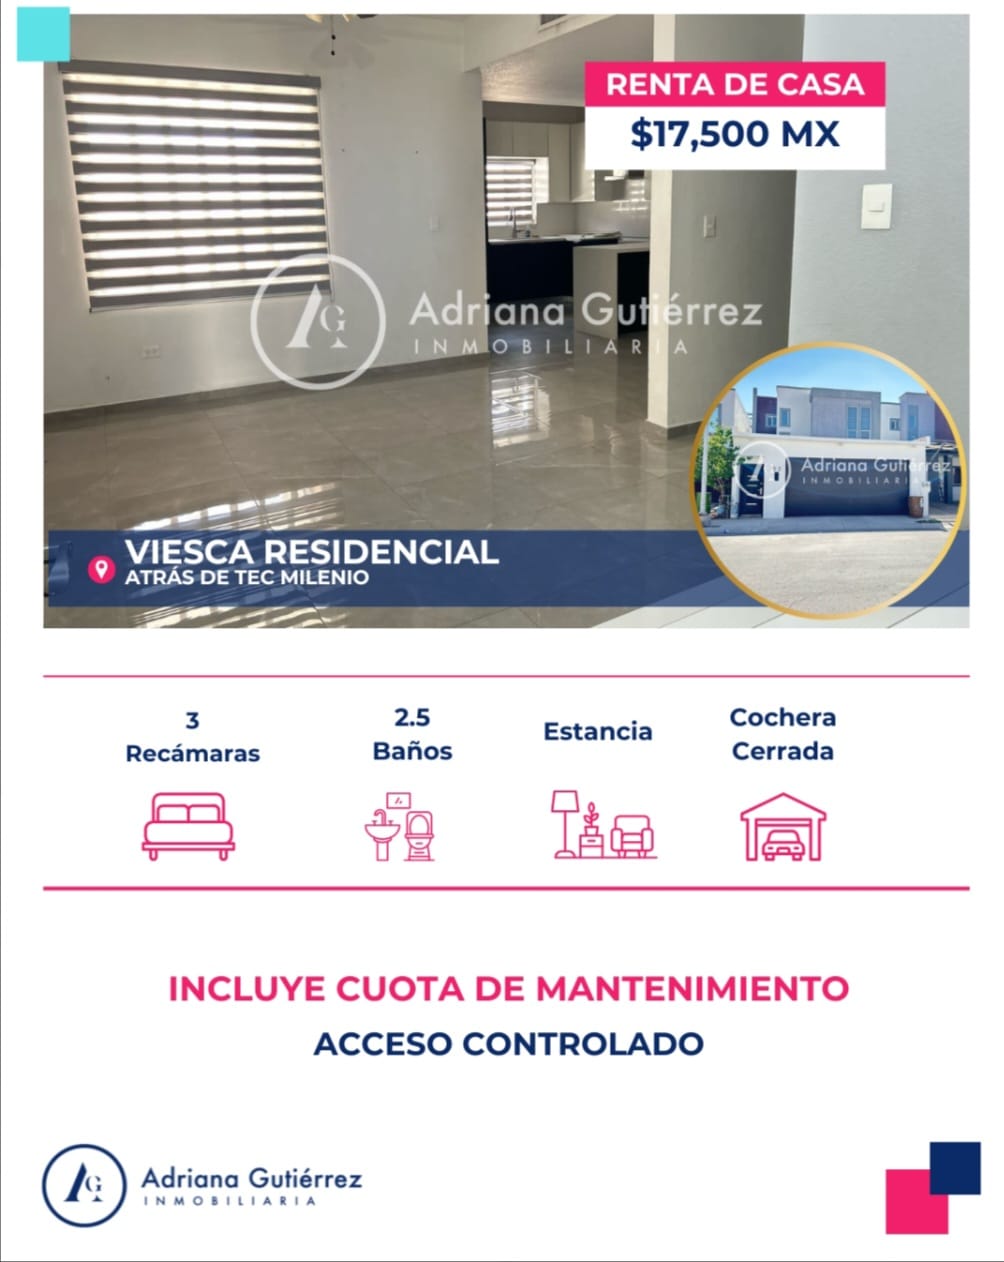 RENTA DE CASA
$17,500 MX
AG
Adriana Gutiérrez
INMOBILIARIA
AG
Adriana Gutiérrez
INMOBILIARIA
VIESCA RESIDENCIAL
ATRÁS DE TEC MILENIO
3
Recámaras
2.5
Baños
Estancia
Cochera
Cerrada
INCLUYE CUOTA DE MANTENIMIENTO
ACCESO CONTROLADO
AG
Adriana Gutiérrez
INMOBILIARIA